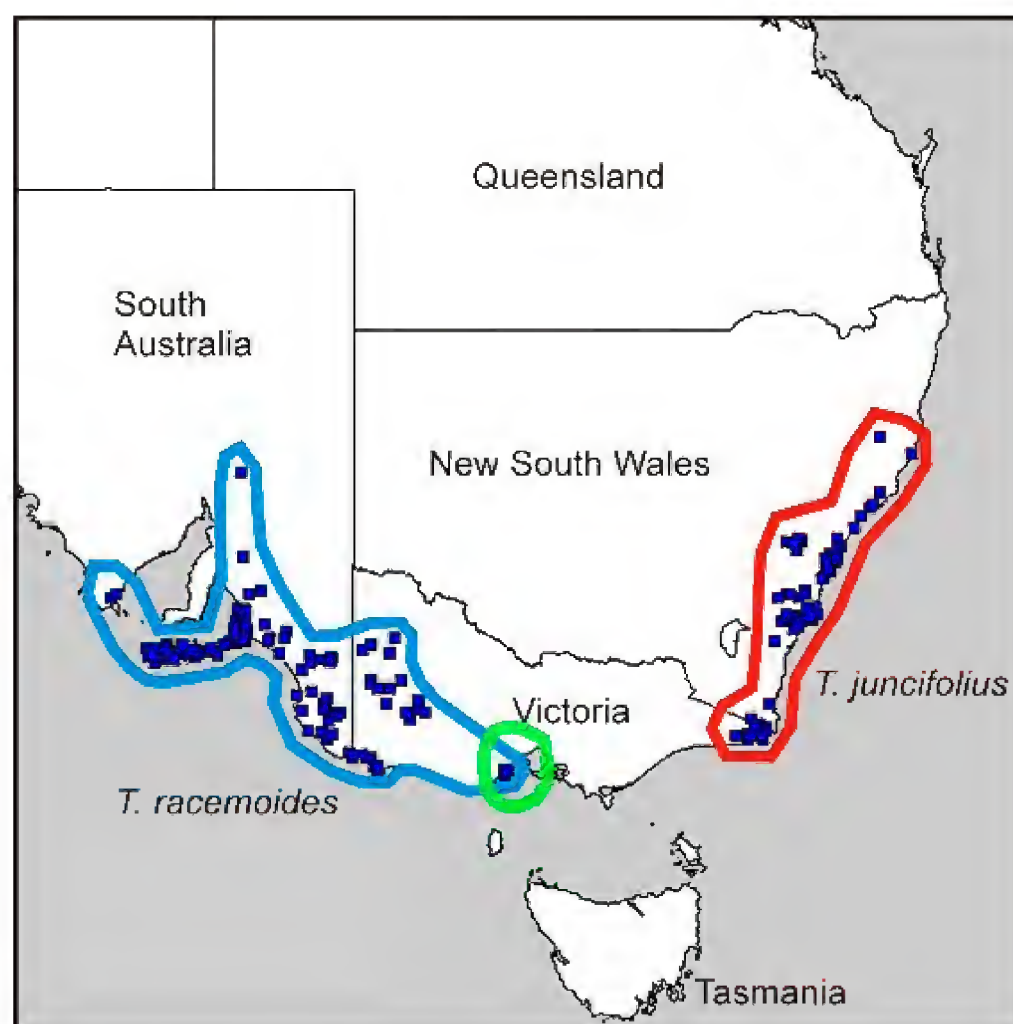 Queensland
South
Australia
New South Wales
T. juncifolius
Victoria
T. racemoides
Tasmania